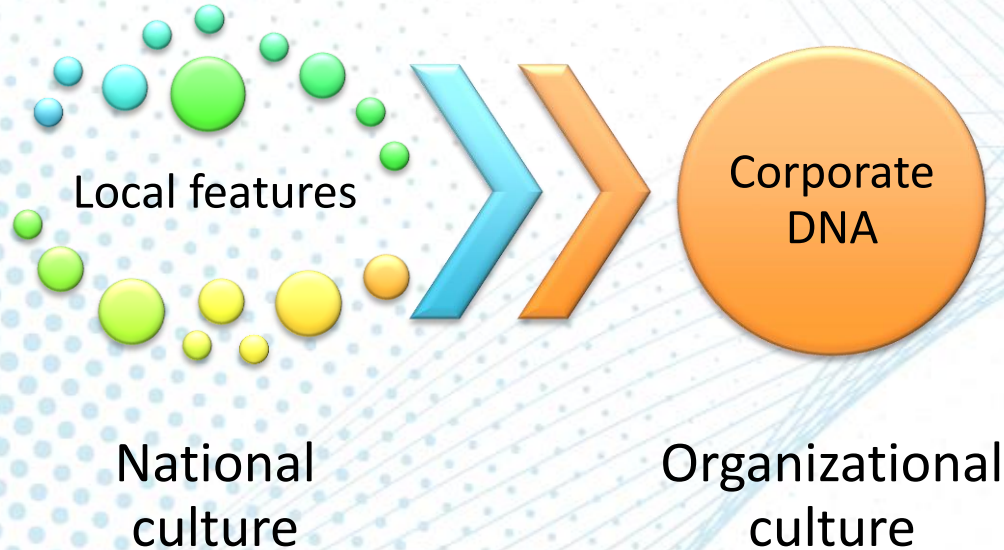 Local features
Corporate
DNA
National
culture
Organizational
culture